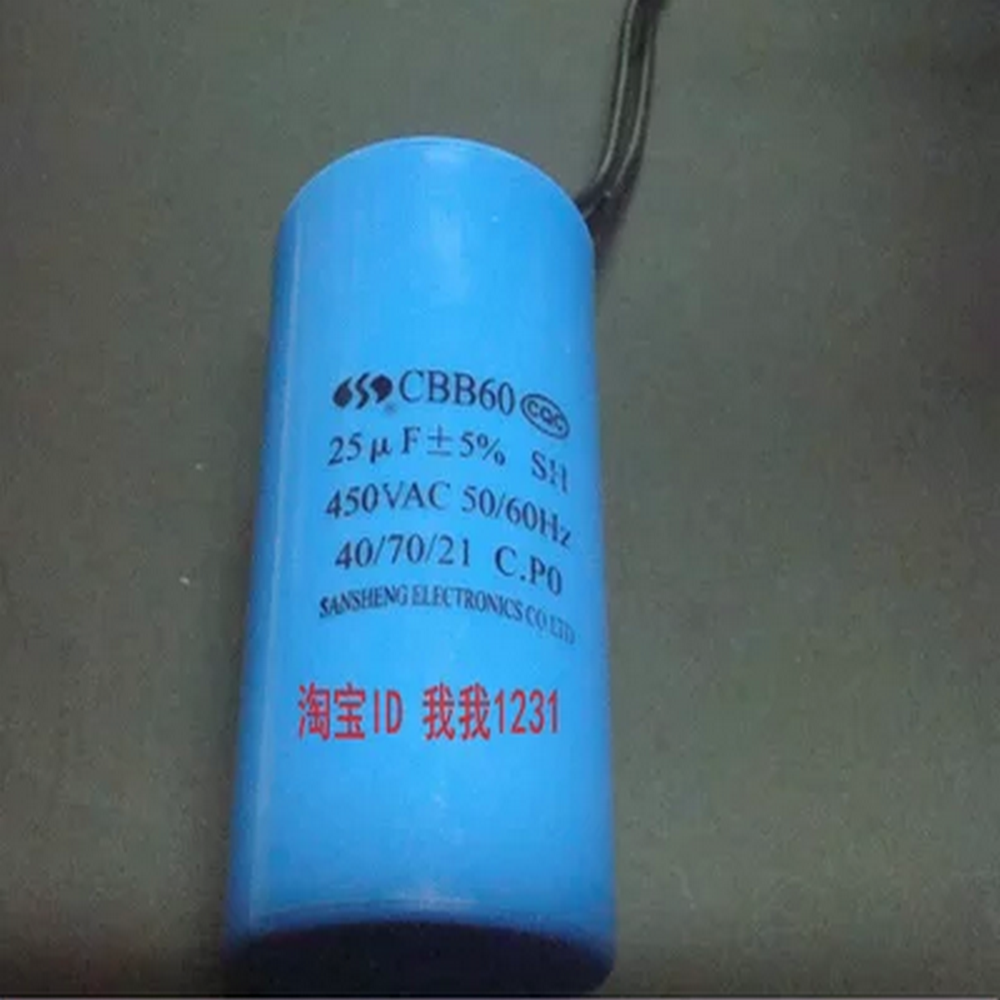 CBB60 CQC
25μF±5% SH
450VAC 50/60Hz
40/70/21 C.P0
SANSHENG ELECTRONICS CO LTD
淘宝ID 我我1231